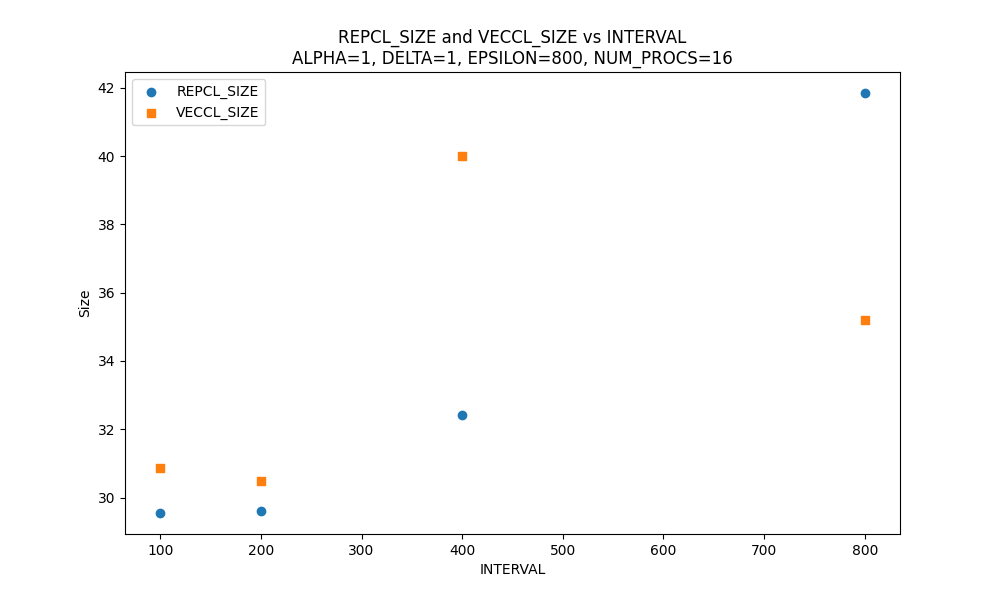 REPCL_SIZE and VECCL_SIZE vs INTERVAL
ALPHA=1, DELTA=1, EPSILON=800, NUM_PROCS=16
REPCL_SIZE
VECCL_SIZE
42
40
38
36
34
32
30
Size
100 200 300 400 500 600 700 800
INTERVAL